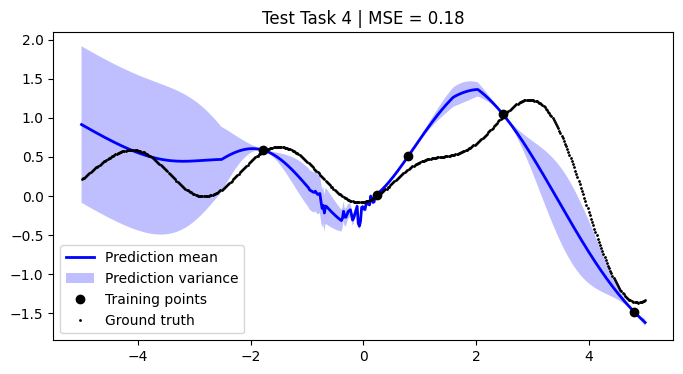 Test Task 4 | MSE = 0.18
2.0
1.5
1.0
0.5
0.0
−0.5
−1.0
−1.5
Prediction mean
Prediction variance
Training points
Ground truth
−4
−2
0
2
4